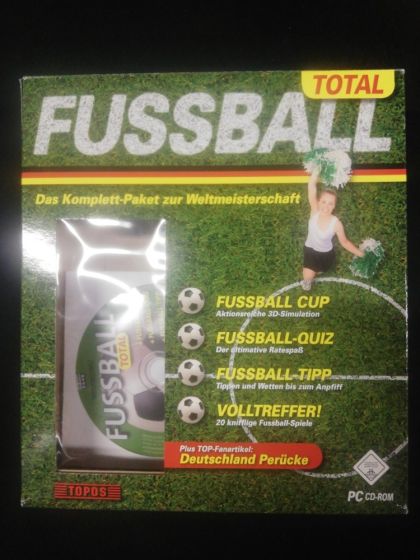 TOTAL
FUSSBALL
Das Komplett-Paket zur Weltmeisterschaft
FUSSBALL CUP
Aktionsreiche 3D-Simulation
FUSSBALL-QUIZ
Der ultimative Ratespaß
FUSSBALL-TIPP
Tippen und Wetten bis zum Anpfiff
VOLLTREFFER!
20 knifflige Fussball-Spiele
Plus TOP-Fanartikel:
Deutschland Perücke
FUSSBALL
TOTAL
TOPOS
PC CD-ROM